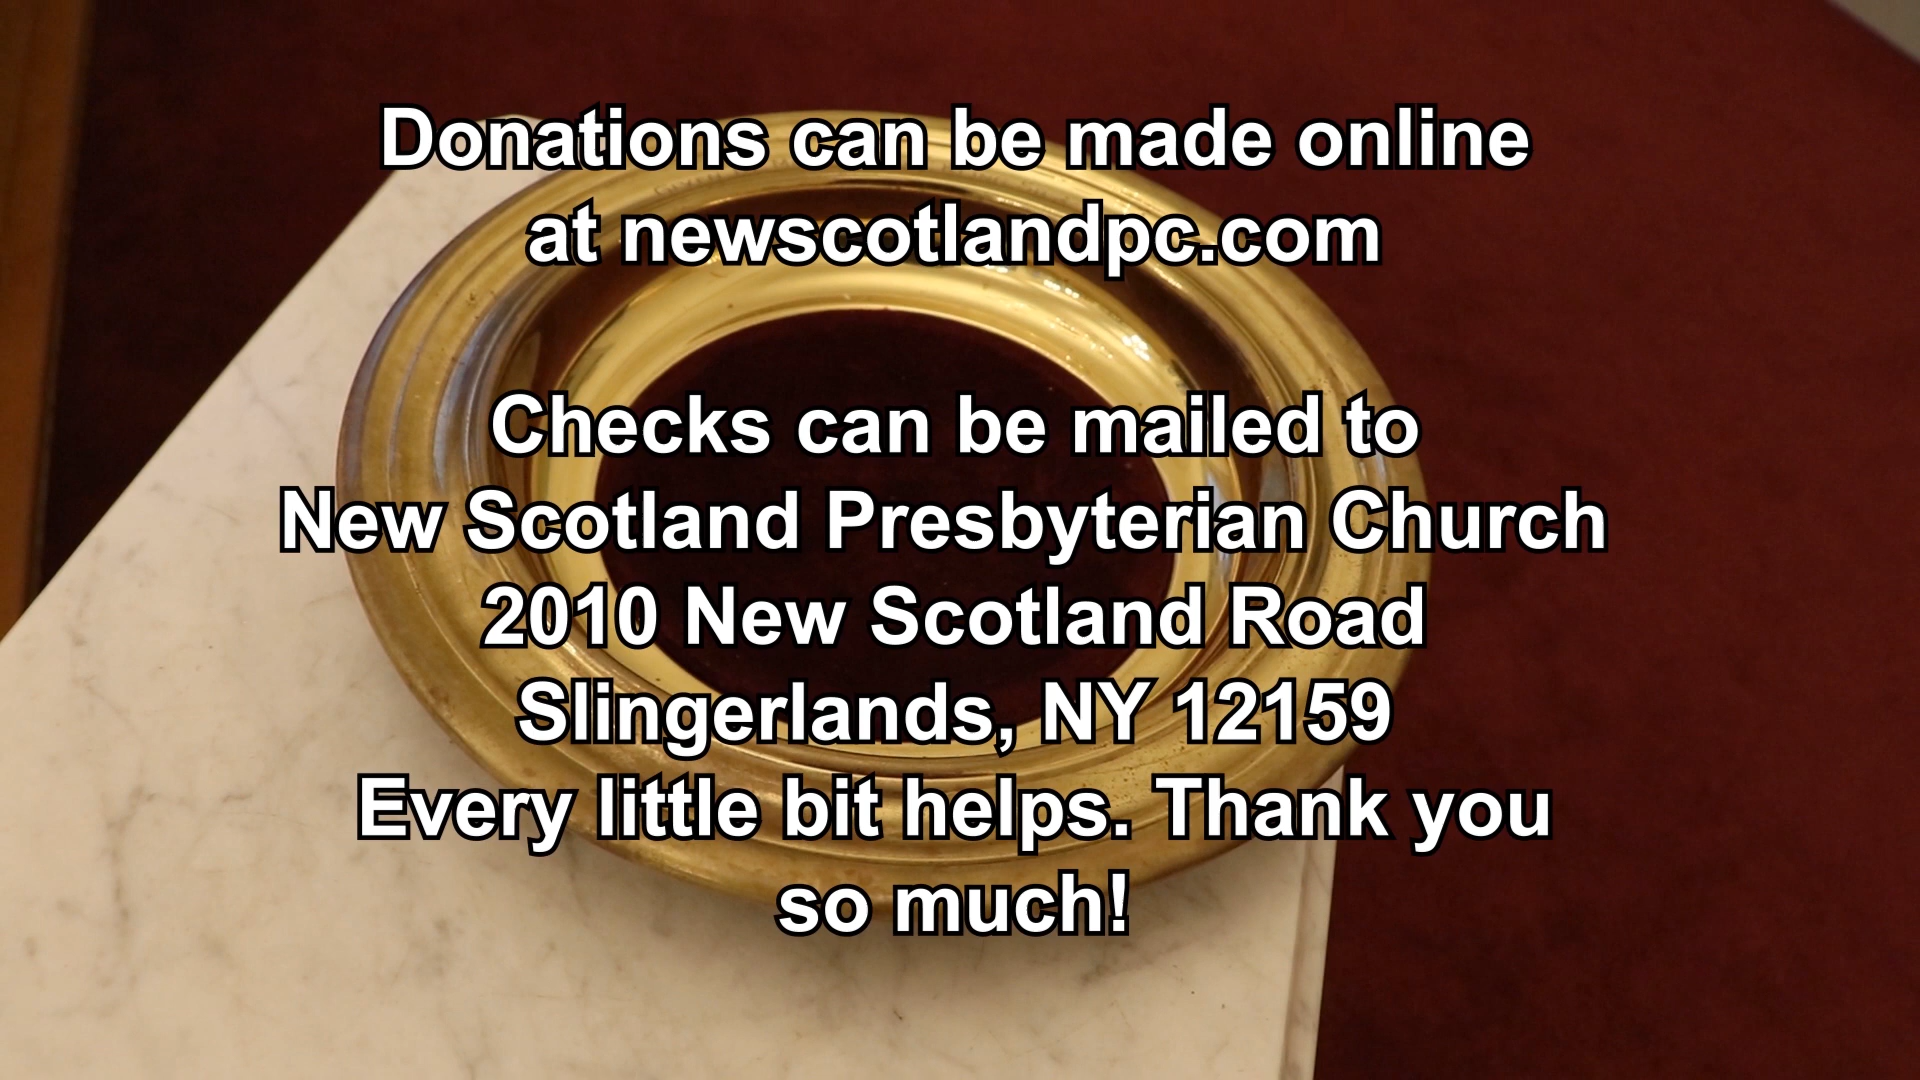 Donations can be made online
at newscotlandpc.com
Checks can be mailed to
New Scotland Presbyterian Church
2010 New Scotland Road
Slingerlands, NY 12159
Every little bit helps. Thank you
so much!